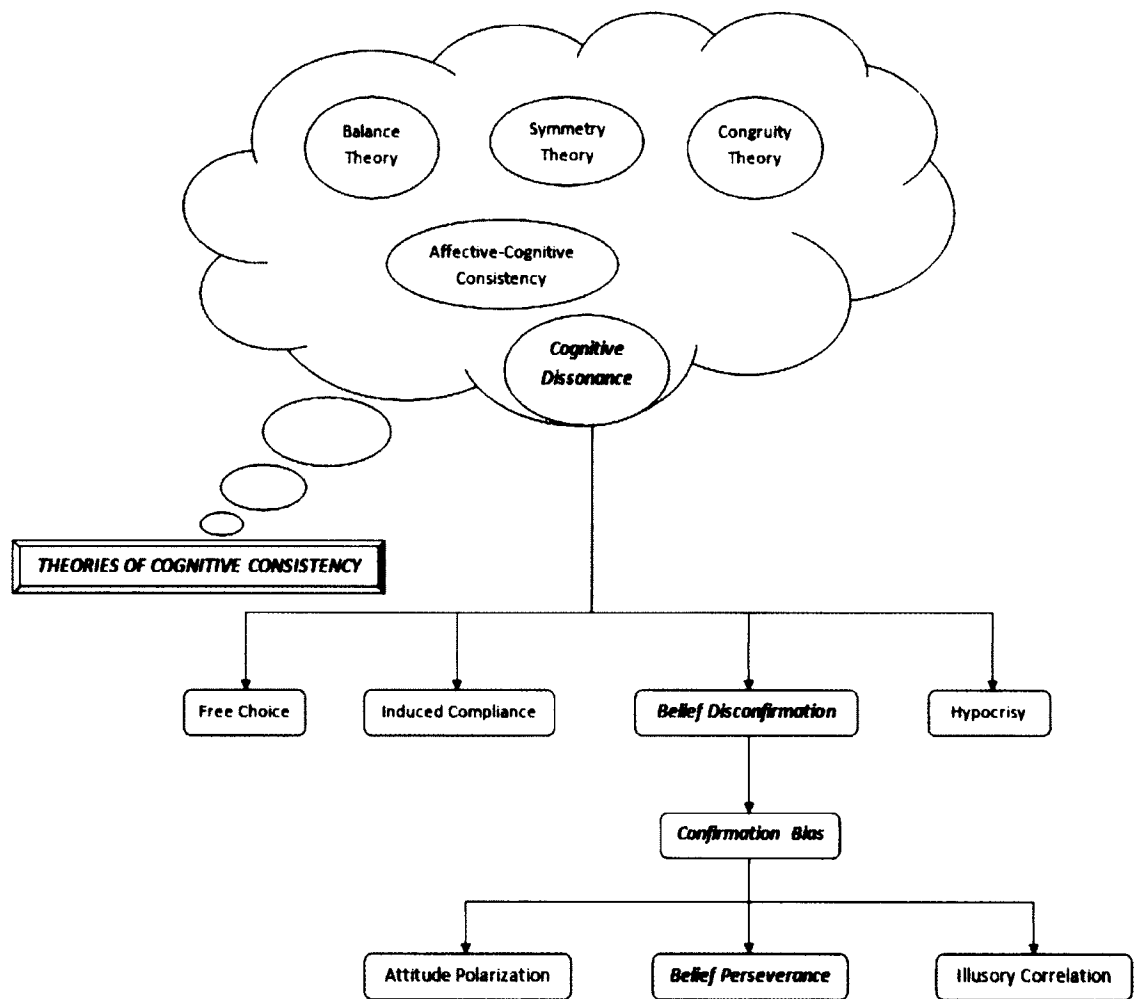 Balance
Theory
Symmetry
Theory
Congruity
Theory
Affective-Cognitive
Consistency
Cognitive
Dissonance
THEORIES OF COGNITIVE CONSISTENCY
Free Choice
Induced Compliance
Belief Disconfirmation
Hypocrisy
Confirmation Bias
Attitude Polarization
Belief Perseverance
Illusory Correlation